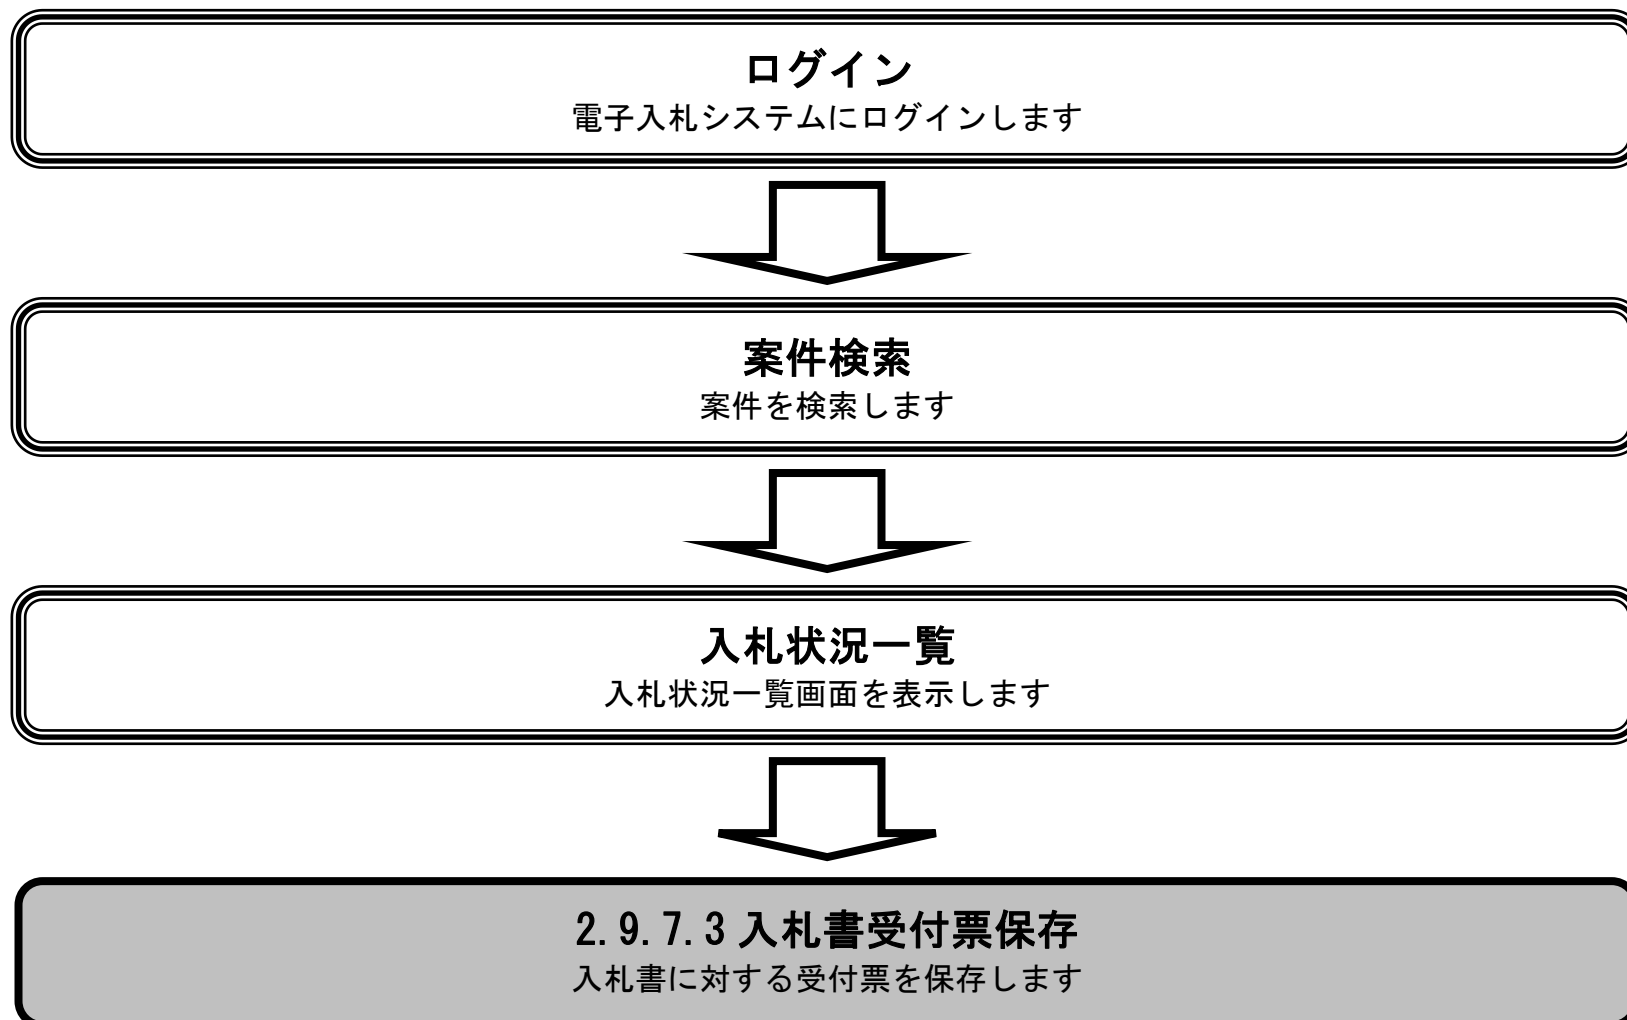 ログイン
電子入札システムにログインします
案件検索
案件を検索します
入札状況一覧
入札状況一覧画面を表示します
2.9.7.3 入札書受付票保存
入札書に対する受付票を保存します